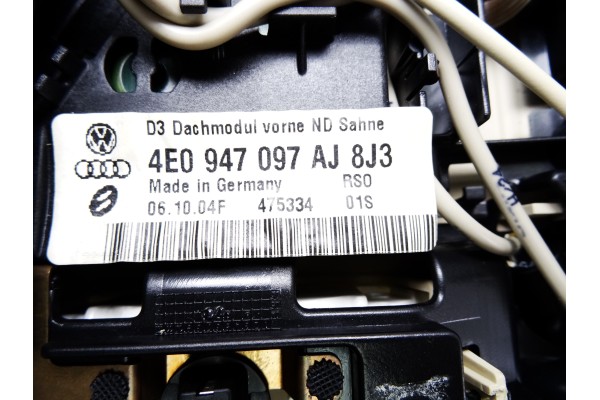 D3 Dachmodul vorne ND Sahne
4E0 947 097 AJ 8J3
Made in Germany RSO
06.10.04F 475334 01S